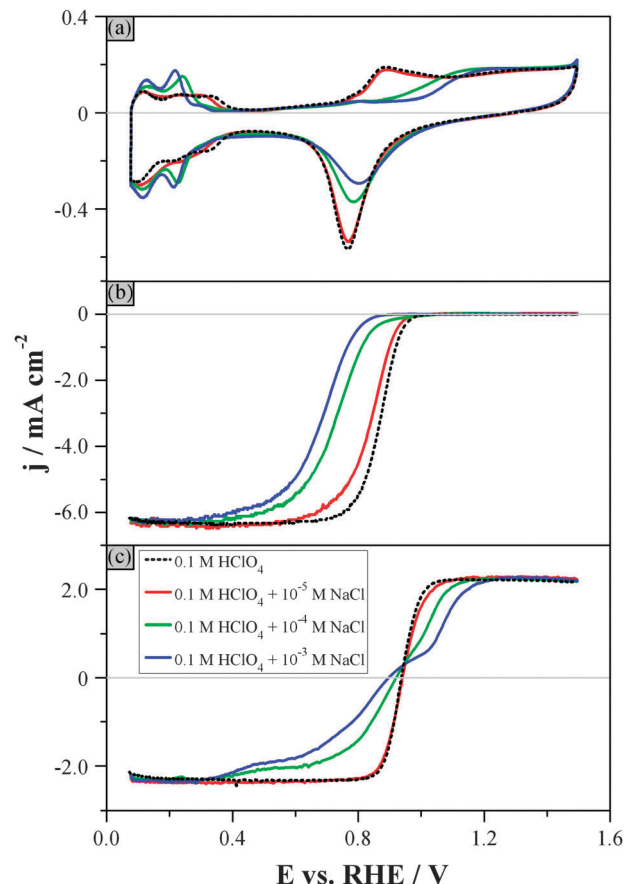 (a)
0.4
0
-0.4
(b)
0
-2.0
-4.0
-6.0
j / mA cm⁻²
(c)
0.1 M HClO₄
0.1 M HClO₄ + 10⁻⁵ M NaCl
0.1 M HClO₄ + 10⁻⁴ M NaCl
0.1 M HClO₄ + 10⁻³ M NaCl
2.0
0
-2.0
0.0 0.4 0.8 1.2 1.6
E vs. RHE / V